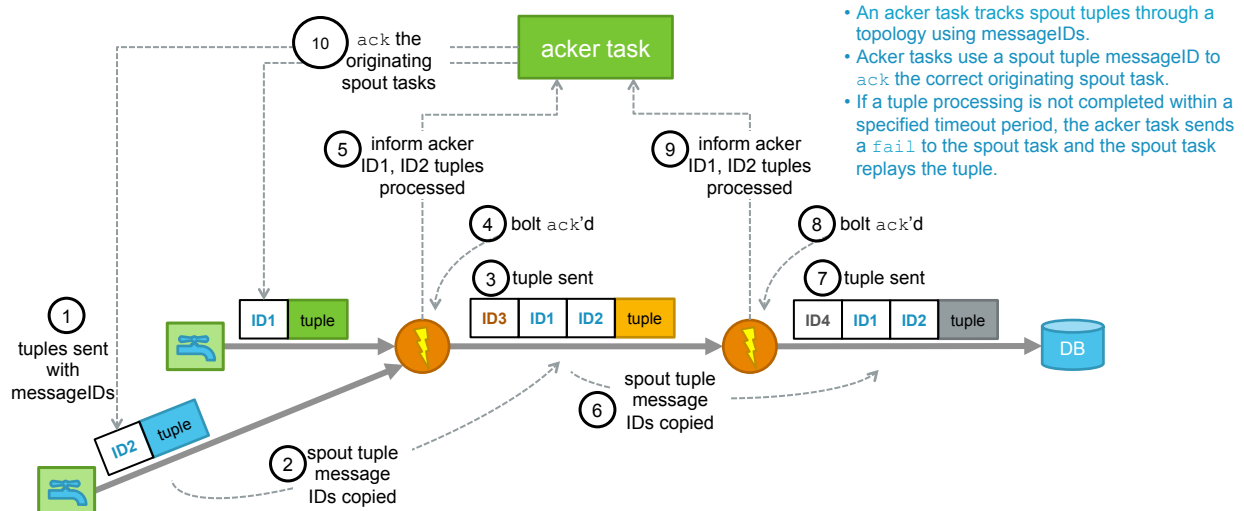 10
ack the
originating
spout tasks
acker task
• An acker task tracks spout tuples through a
topology using messageIDs.
• Acker tasks use a spout tuple messageID to
ack the correct originating spout task.
• If a tuple processing is not completed within a
specified timeout period, the acker task sends
a fail to the spout task and the spout task
replays the tuple.
5
inform acker
ID1, ID2 tuples
processed
9
inform acker
ID1, ID2 tuples
processed
4
bolt ack’d
8
bolt ack’d
3
tuple sent
7
tuple sent
1
tuples sent
with
messageIDs
ID1
tuple
ID3
ID1
ID2
tuple
ID4
ID1
ID2
tuple
DB
ID2
tuple
6
spout tuple
message
IDs copied
2
spout tuple
message
IDs copied